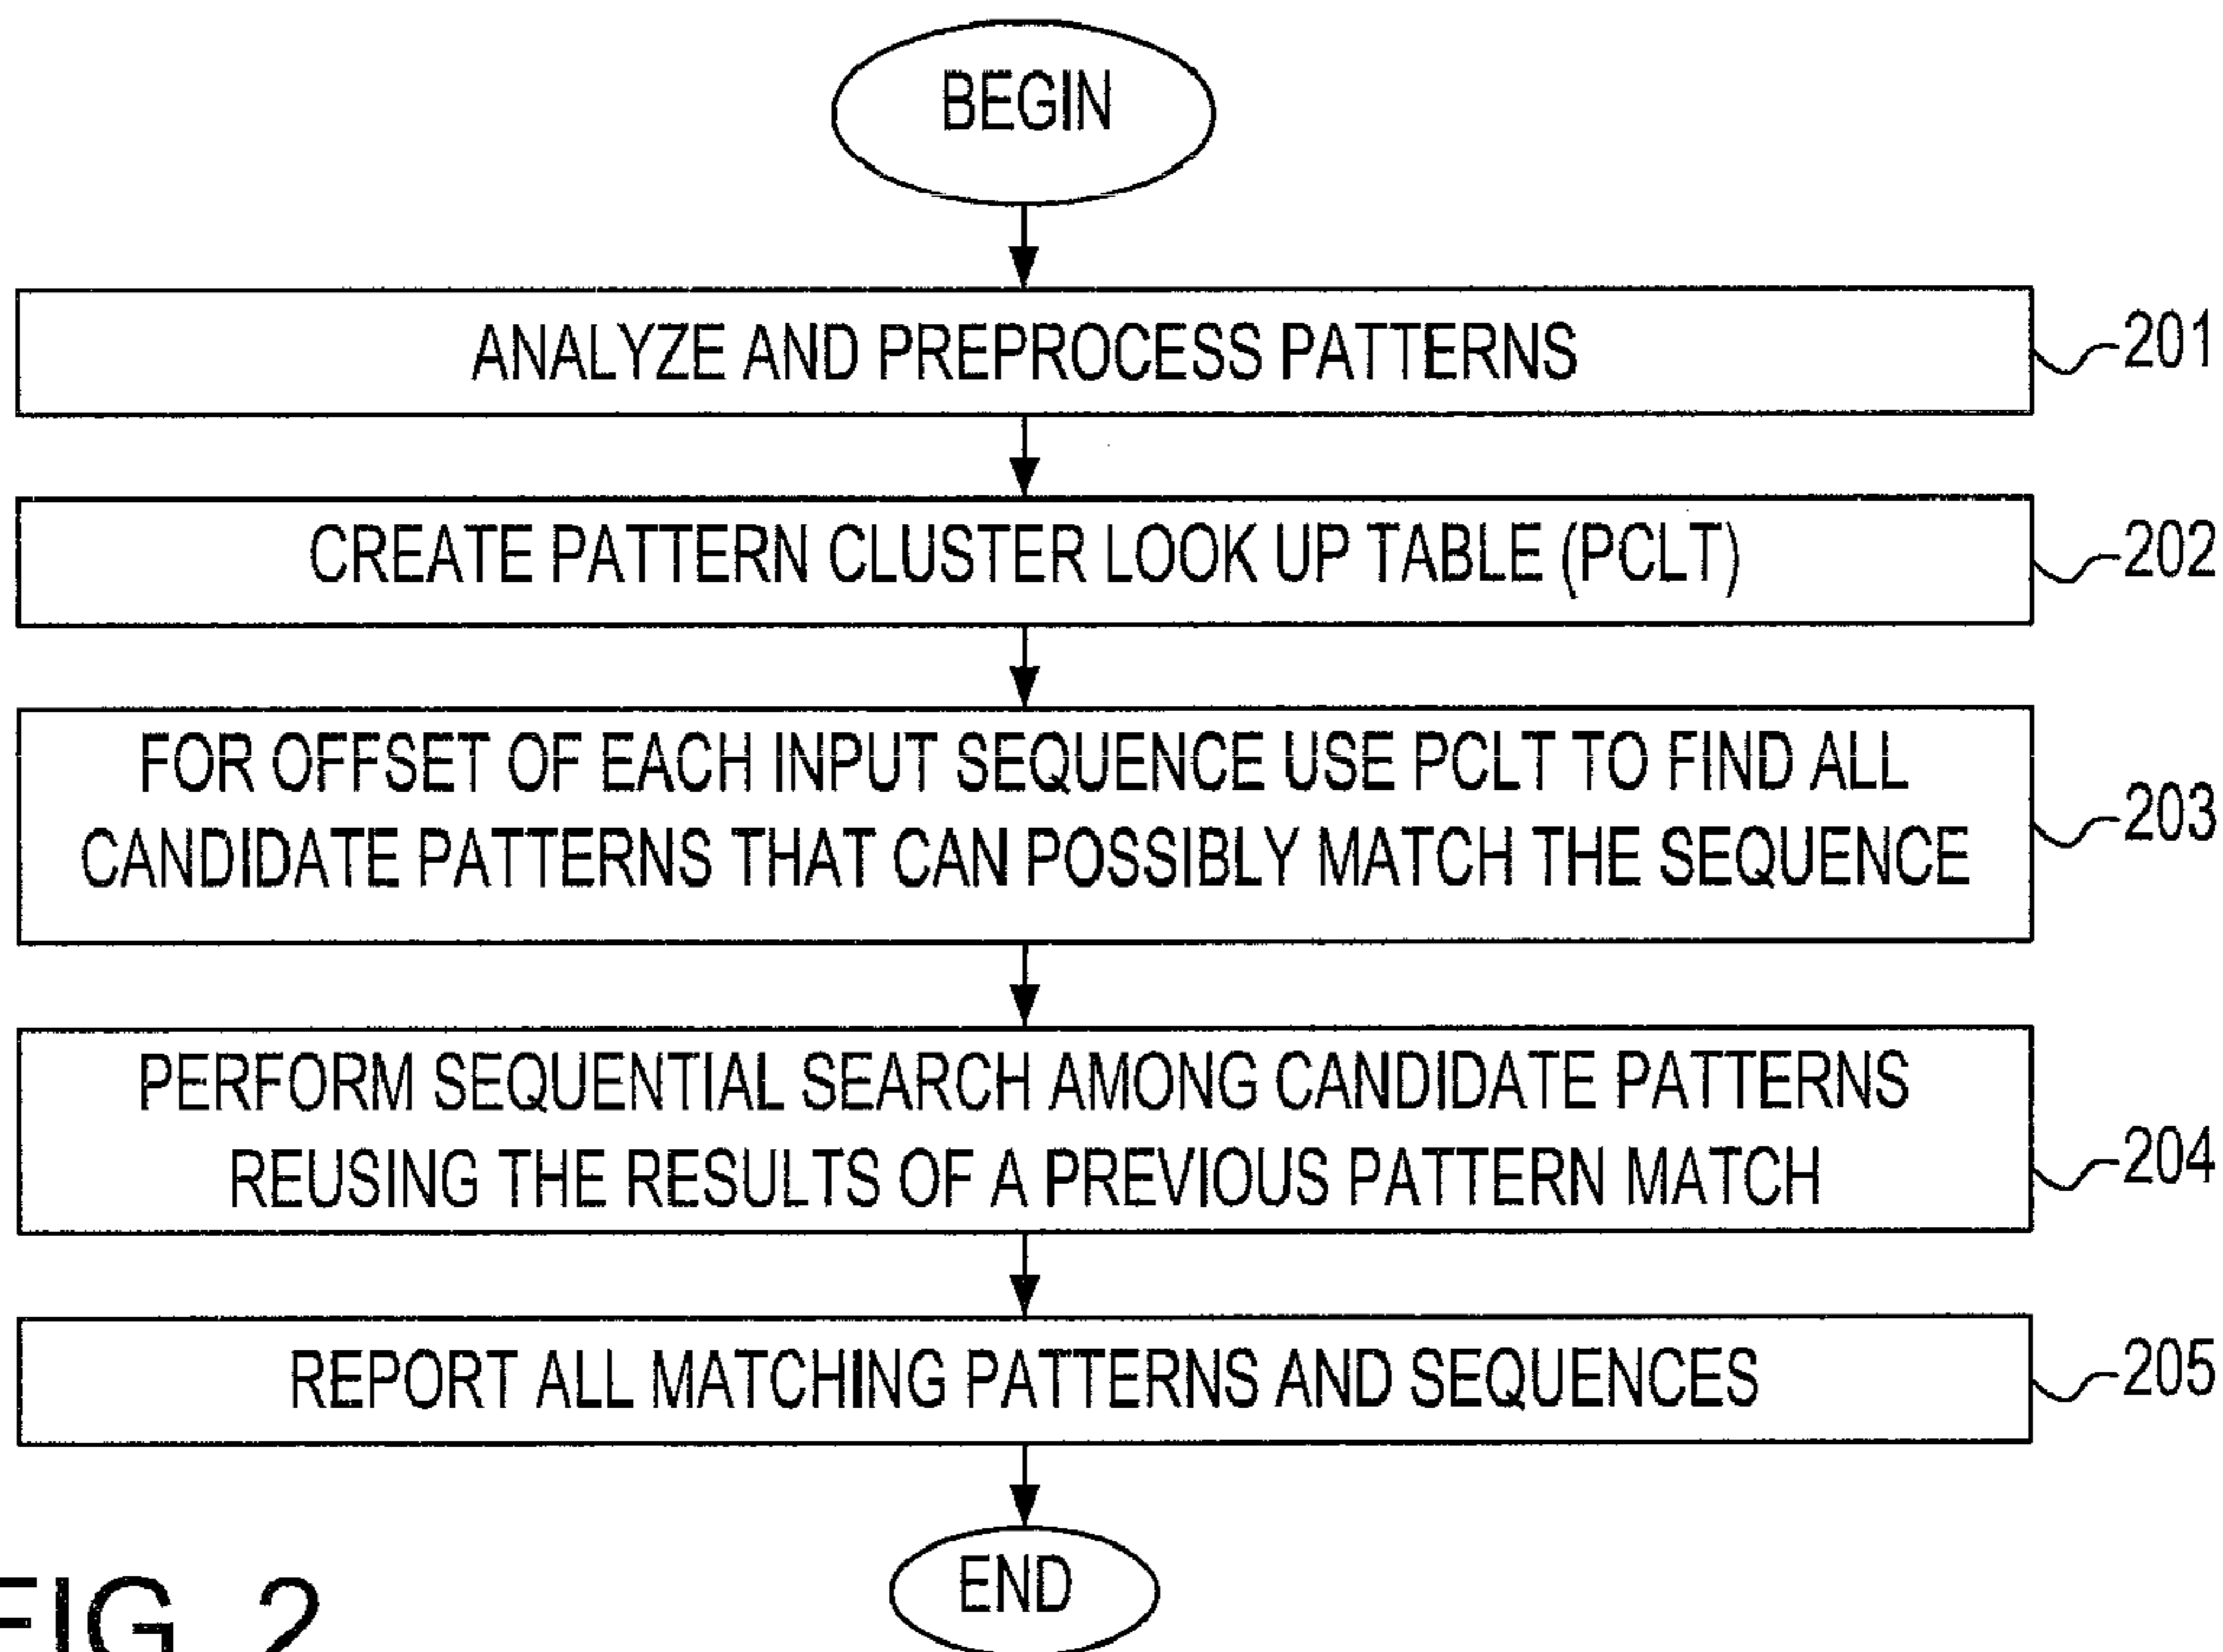 BEGIN
ANALYZE AND PREPROCESS PATTERNS
201
CREATE PATTERN CLUSTER LOOK UP TABLE (PCLT)
202
FOR OFFSET OF EACH INPUT SEQUENCE USE PCLT TO FIND ALL
CANDIDATE PATTERNS THAT CAN POSSIBLY MATCH THE SEQUENCE
203
PERFORM SEQUENTIAL SEARCH AMONG CANDIDATE PATTERNS
REUSING THE RESULTS OF A PREVIOUS PATTERN MATCH
204
REPORT ALL MATCHING PATTERNS AND SEQUENCES
205
END
FIG. 2